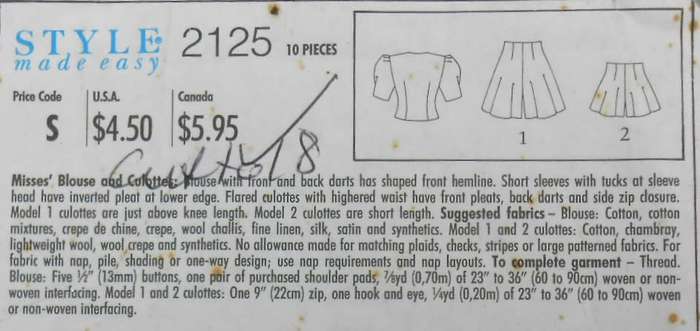 STYLE 2125 10 PIECES
made easy
Price Code U.S.A. Canada
S $4.50 $5.95
1 2
Misses' Blouse and Culottes: Blouse with front and back darts has shaped front hemline. Short sleeves with tucks at sleeve
head have inverted pleat at lower edge. Flared culottes with highered waist have front pleats, back darts and side zip closure.
Model 1 culottes are just above knee length. Model 2 culottes are short length. Suggested fabrics – Blouse: Cotton, cotton
mixtures, crepe de chine, crepe, wool challis, fine linen, silk, satin and synthetics. Model 1 and 2 culottes: Cotton, chambray,
lightweight wool, wool crepe and synthetics. No allowance made for matching plaids, checks, stripes or large patterned fabrics. For
fabric with nap, pile, shading or one-way design; use nap requirements and nap layouts. To complete garment – Thread.
Blouse: Five ½" (13mm) buttons, one pair of purchased shoulder pads, ⅞yd (0,70m) of 23" to 36" (60 to 90cm) woven or non-
woven interfacing. Model 1 and 2 culottes: One 9" (22cm) zip, one hook and eye, ¼yd (0,20m) of 23" to 36" (60 to 90cm) woven
or non-woven interfacing.